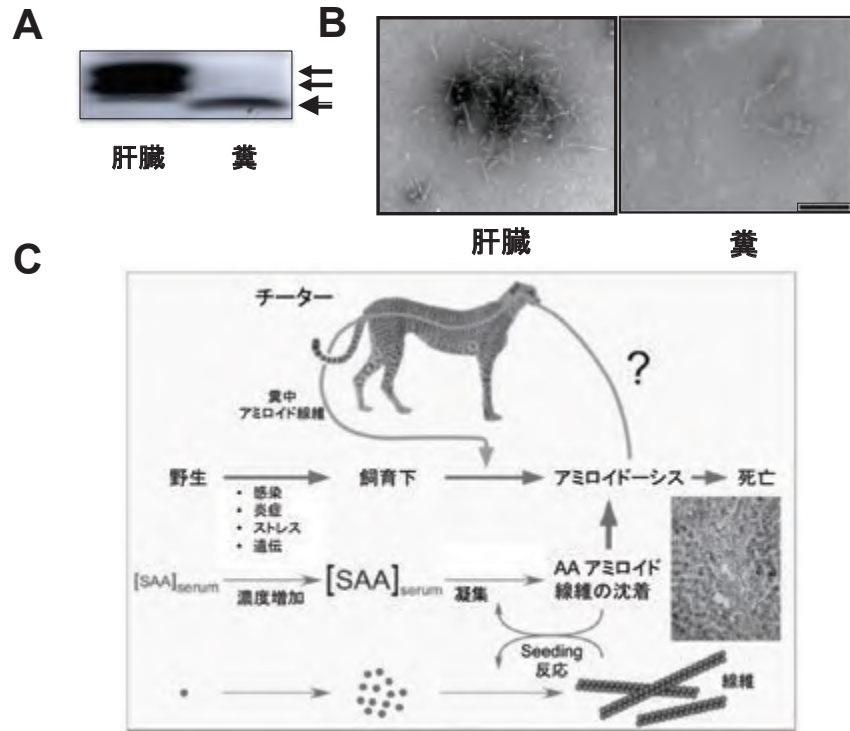 A
B
肝臓
糞
肝臓
糞
C
チーター
?
糞中
アミロイド線維
野生
飼育下
アミロイドーシス
死亡
• 感染
• 炎症
• ストレス
• 遺伝
[SAA]serum
濃度増加
[SAA]serum
凝集
AA アミロイド
線維の沈着
Seeding
反応
線維